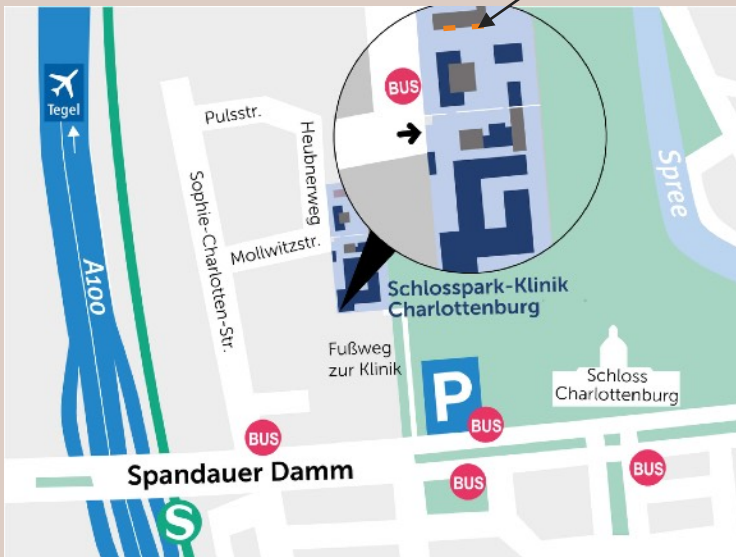 BUS
Tegel
Pulsstr.
Heubnerweg
Sophie-Charlotten-Str.
Mollwitzstr.
Spree
A100
Schlosspark-Klinik
Charlottenburg
Fußweg
zur Klinik
P
Schloss
Charlottenburg
BUS
BUS
BUS
BUS
Spandauer Damm
S